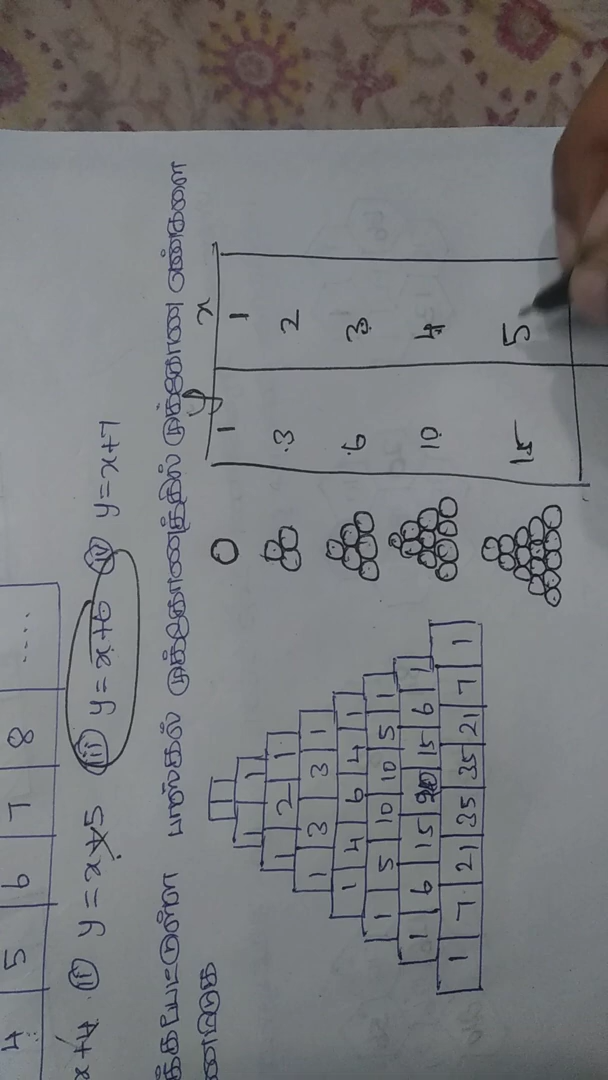 4 5 6 7 8 ....
x+4 (ii) y=x+5 (iii) y=x+6 (iv) y=x+7
பாஸ்கல் முக்கோணத்தில் முக்கோண எண்களை
1
1 1
1 2 1
1 3 3 1
1 4 6 4 1
1 5 10 10 5 1
1 6 15 20 15 6 1
1 7 21 35 35 21 7 1
y x
1 1
3 2
6 3
10 4
15 5